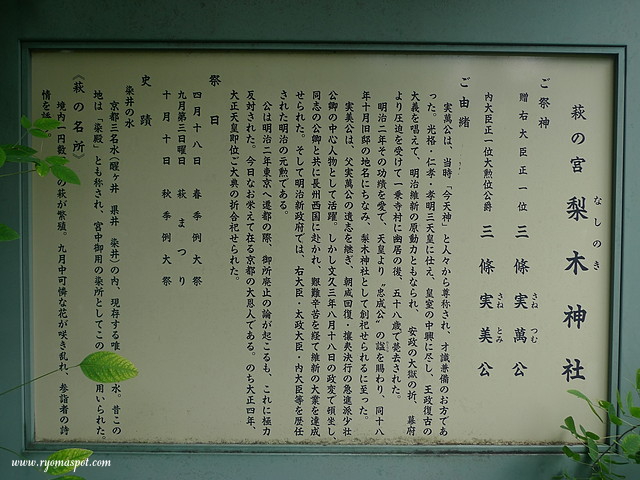 萩の宮 梨木神社
なしのき
ご祭神
贈右大臣正一位 三條実萬公
さね つむ
内大臣正一位大勲位公爵 三條実美公
さね とみ
ご由緒
実萬公は、当時「今天神」と人々から尊称され、才識兼備のお方であ
った。光格・仁孝・孝明三天皇に仕え、皇室の中興に尽し、王政復古の
大義を唱えて、明治維新の原動力ともなられ、安政の大獄の折、幕府
より圧迫を受けて一乗寺村に幽居の後、五十八歳で薨去された。
明治二年その功績を愛で、天皇より「忠成公」の諡を賜わり、同十八
年十月旧邸の地名にちなみ、梨木神社として創祀せられるに至った。
実美公は、父実萬公の遺志を継ぎ、朝威回復・攘夷決行の急進派少壮
公卿の中心人物として活躍。しかし文久三年八月十八日の政変で領坐し、
同志の公卿と共に長州西国に赴かれ、艱難辛苦を経て維新の大業を達成
せられた。そして明治新政府では、右大臣・太政大臣・内大臣等を歴任
された明治の元勲である。
公は明治二年東京へ遷都の際、御所廃止の論が起こるも、これに極力
反対された。今日なお栄えて在る京都の大恩人である。のち大正四年、
大正天皇即位ご大典の折合祀せられた。
祭日
四月十八日 春季例大祭
九月第三日曜日 萩まつり
十月十日 秋季例大祭
史蹟
染井の水
京都三名水(醒ヶ井 県井 染井)の内、現存する唯 水。昔この
地は「染殿」とも称され、宮中御用の染所としてこの 用いられた。
《萩の名所》
境内一円数 の萩が繁殖。九月中可憐な花が咲き乱れ、参詣者の詩
情を
www.ryomaspot.com